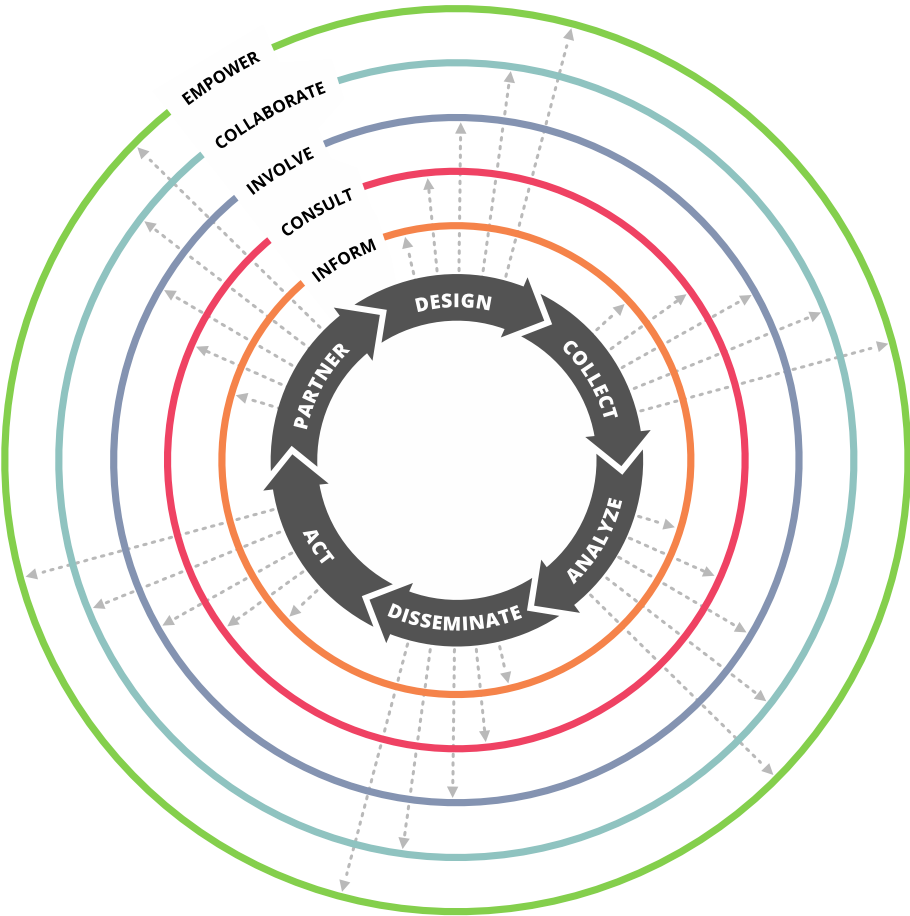 EMPOWER
COLLABORATE
INVOLVE
CONSULT
INFORM
DESIGN
COLLECT
ANALYZE
DISSEMINATE
ACT
PARTNER